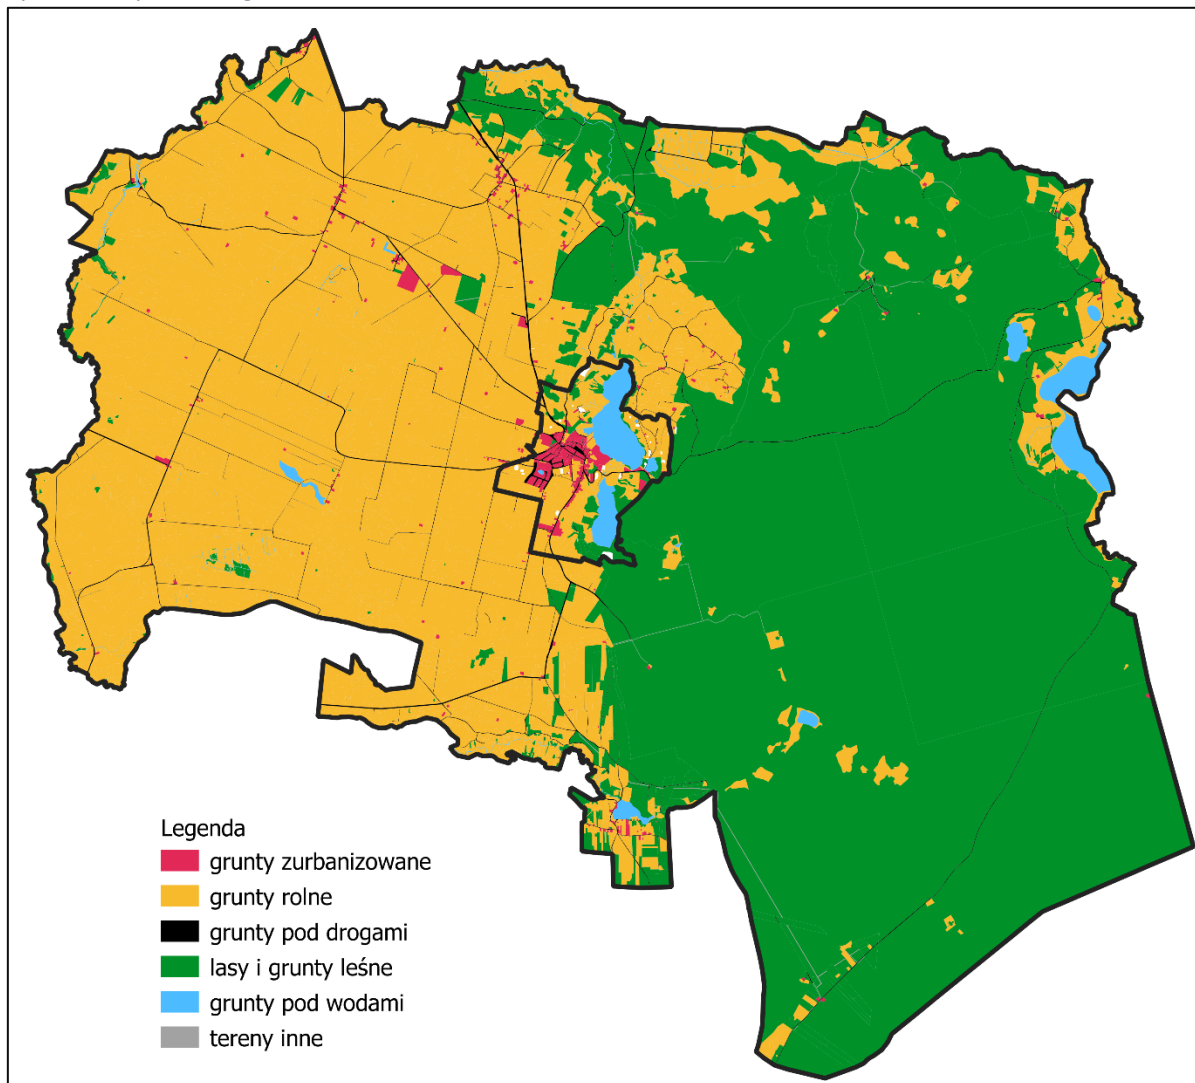 Legenda
grunty zurbanizowane
grunty rolne
grunty pod drogami
lasy i grunty leśne
grunty pod wodami
tereny inne